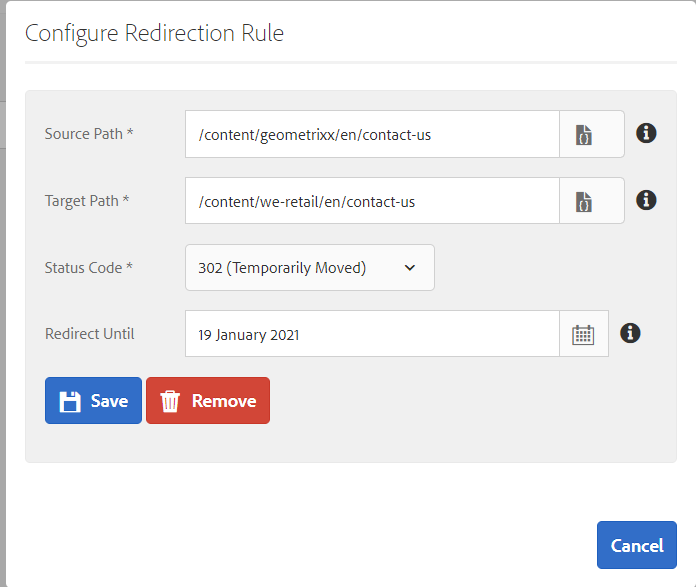 Configure Redirection Rule
Source Path * /content/geometrixx/en/contact-us
Target Path * /content/we-retail/en/contact-us
Status Code * 302 (Temporarily Moved)
Redirect Until 19 January 2021
Save Remove
Cancel